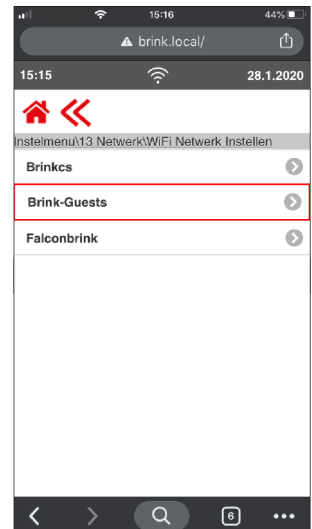 15:16
44%
brink.local/
15:15
28.1.2020
Instelmenu\13 Netwerk\WiFi Netwerk Instellen
Brinkcs
Brink-Guests
Falconbrink
6